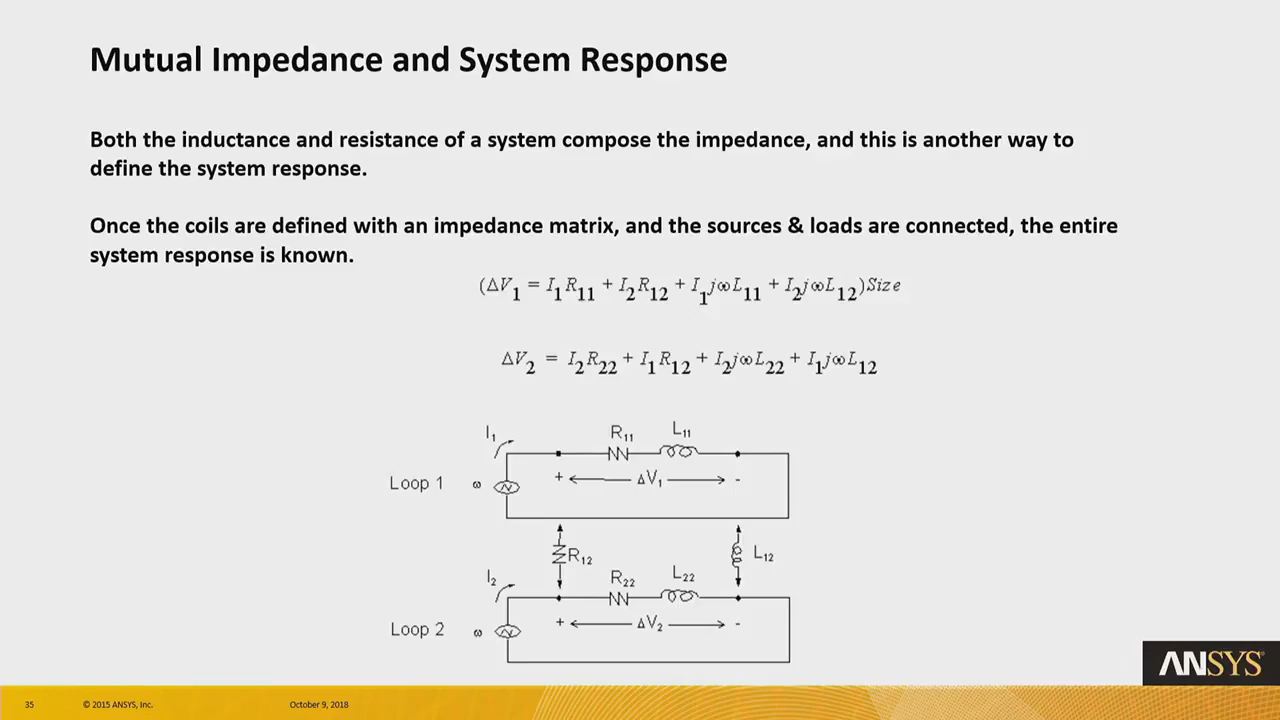 Mutual Impedance and System Response
Both the inductance and resistance of a system compose the impedance, and this is another way to
define the system response.
Once the coils are defined with an impedance matrix, and the sources & loads are connected, the entire
system response is known.
(ΔV₁ = I₁R₁₁ + I₂R₁₂ + I₁jωL₁₁ + I₂jωL₁₂)Size
ΔV₂ = I₂R₂₂ + I₁R₁₂ + I₂jωL₂₂ + I₁jωL₁₂
I₁ R₁₁ L₁₁
Loop 1 ω + ΔV₁ -
R₁₂ L₁₂
I₂ R₂₂ L₂₂
Loop 2 ω + ΔV₂ -
ANSYS®
35 © 2015 ANSYS, Inc. October 9, 2018